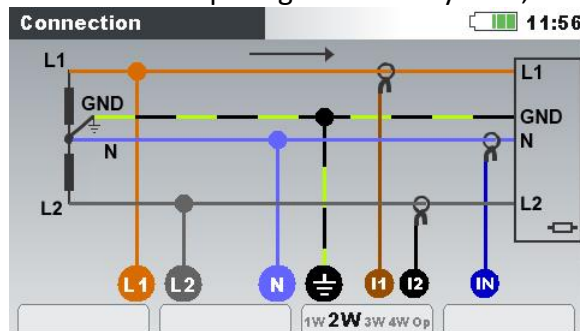 Connection 11:56
L1 L1
GND GND
N N
L2 L2
L1 L2 N I1 I2 IN
1W 2W 3W 4W Op